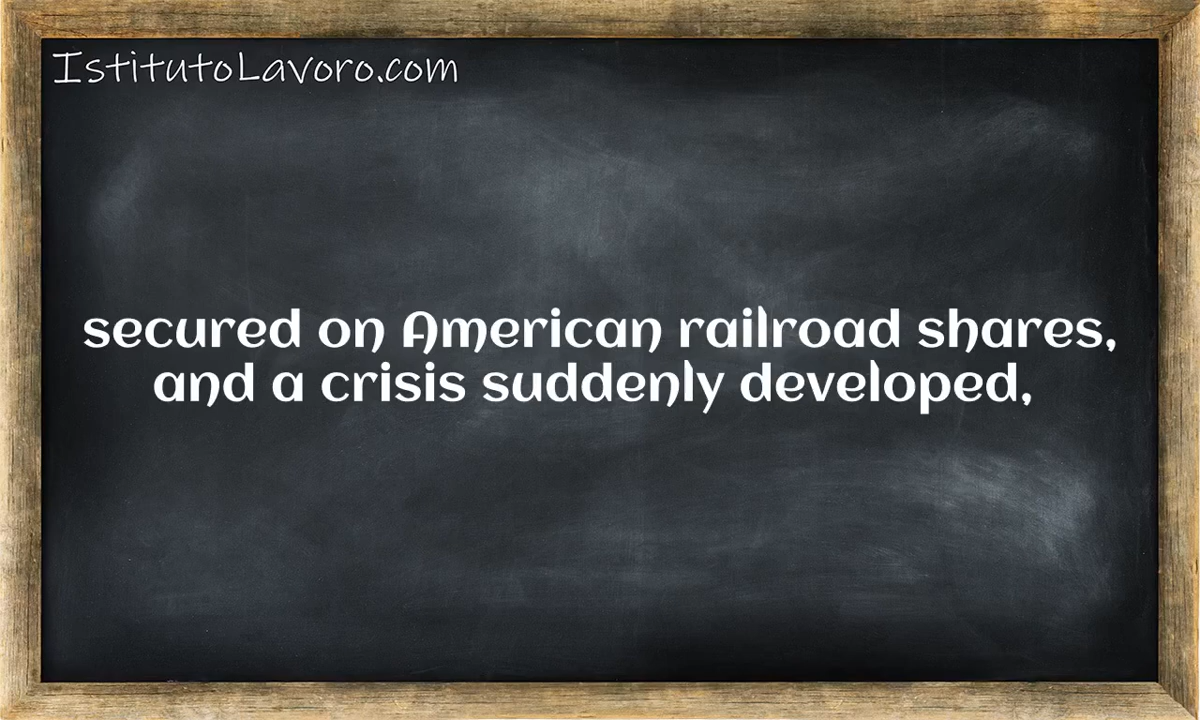 IstitutoLavoro.com
secured on American railroad shares,
and a crisis suddenly developed,